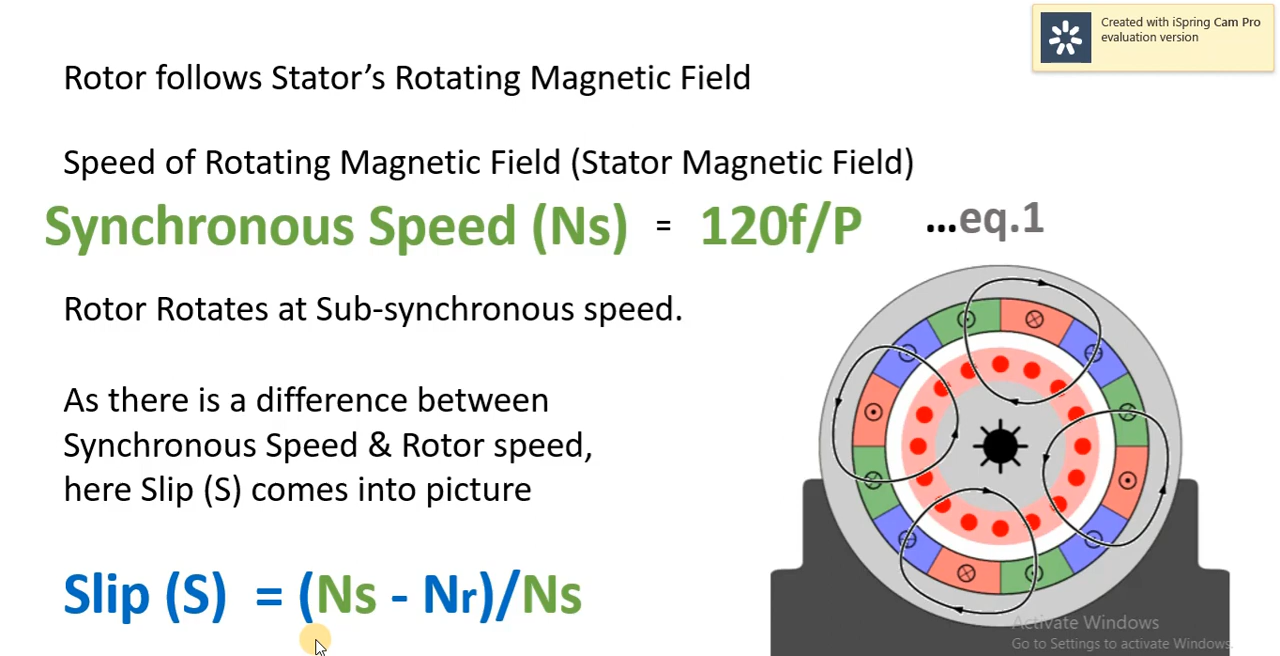 Created with iSpring Cam Pro
evaluation version
Rotor follows Stator’s Rotating Magnetic Field
Speed of Rotating Magnetic Field (Stator Magnetic Field)
Synchronous Speed (Ns) = 120f/P ...eq.1
Rotor Rotates at Sub-synchronous speed.
As there is a difference between
Synchronous Speed & Rotor speed,
here Slip (S) comes into picture
Slip (S) = (Ns - Nr)/Ns
Activate Windows
Go to Settings to activate Windows.